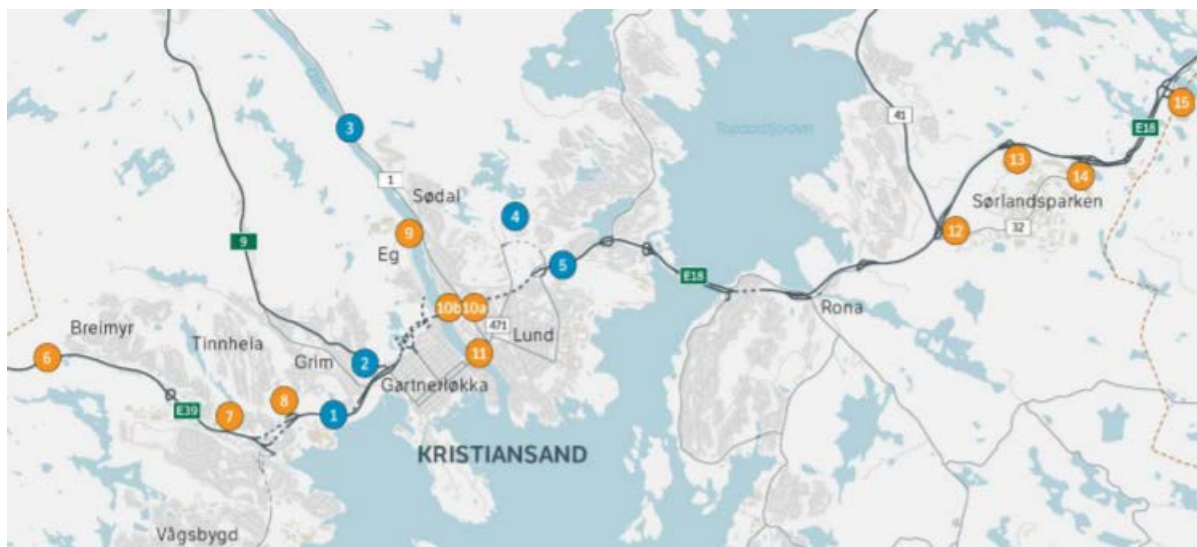 Otra
Topdalsfjorden
15
E18
3
41
13
14
1
Sødal
Sørlandsparken
4
9
12
32
9
Eg
5
E18
10b
10a
Rona
Breimyr
471
Lund
Tinnheia
6
2
Grim
11
Gartnerløkka
8
7
1
E39
KRISTIANSAND
Vågsbygd